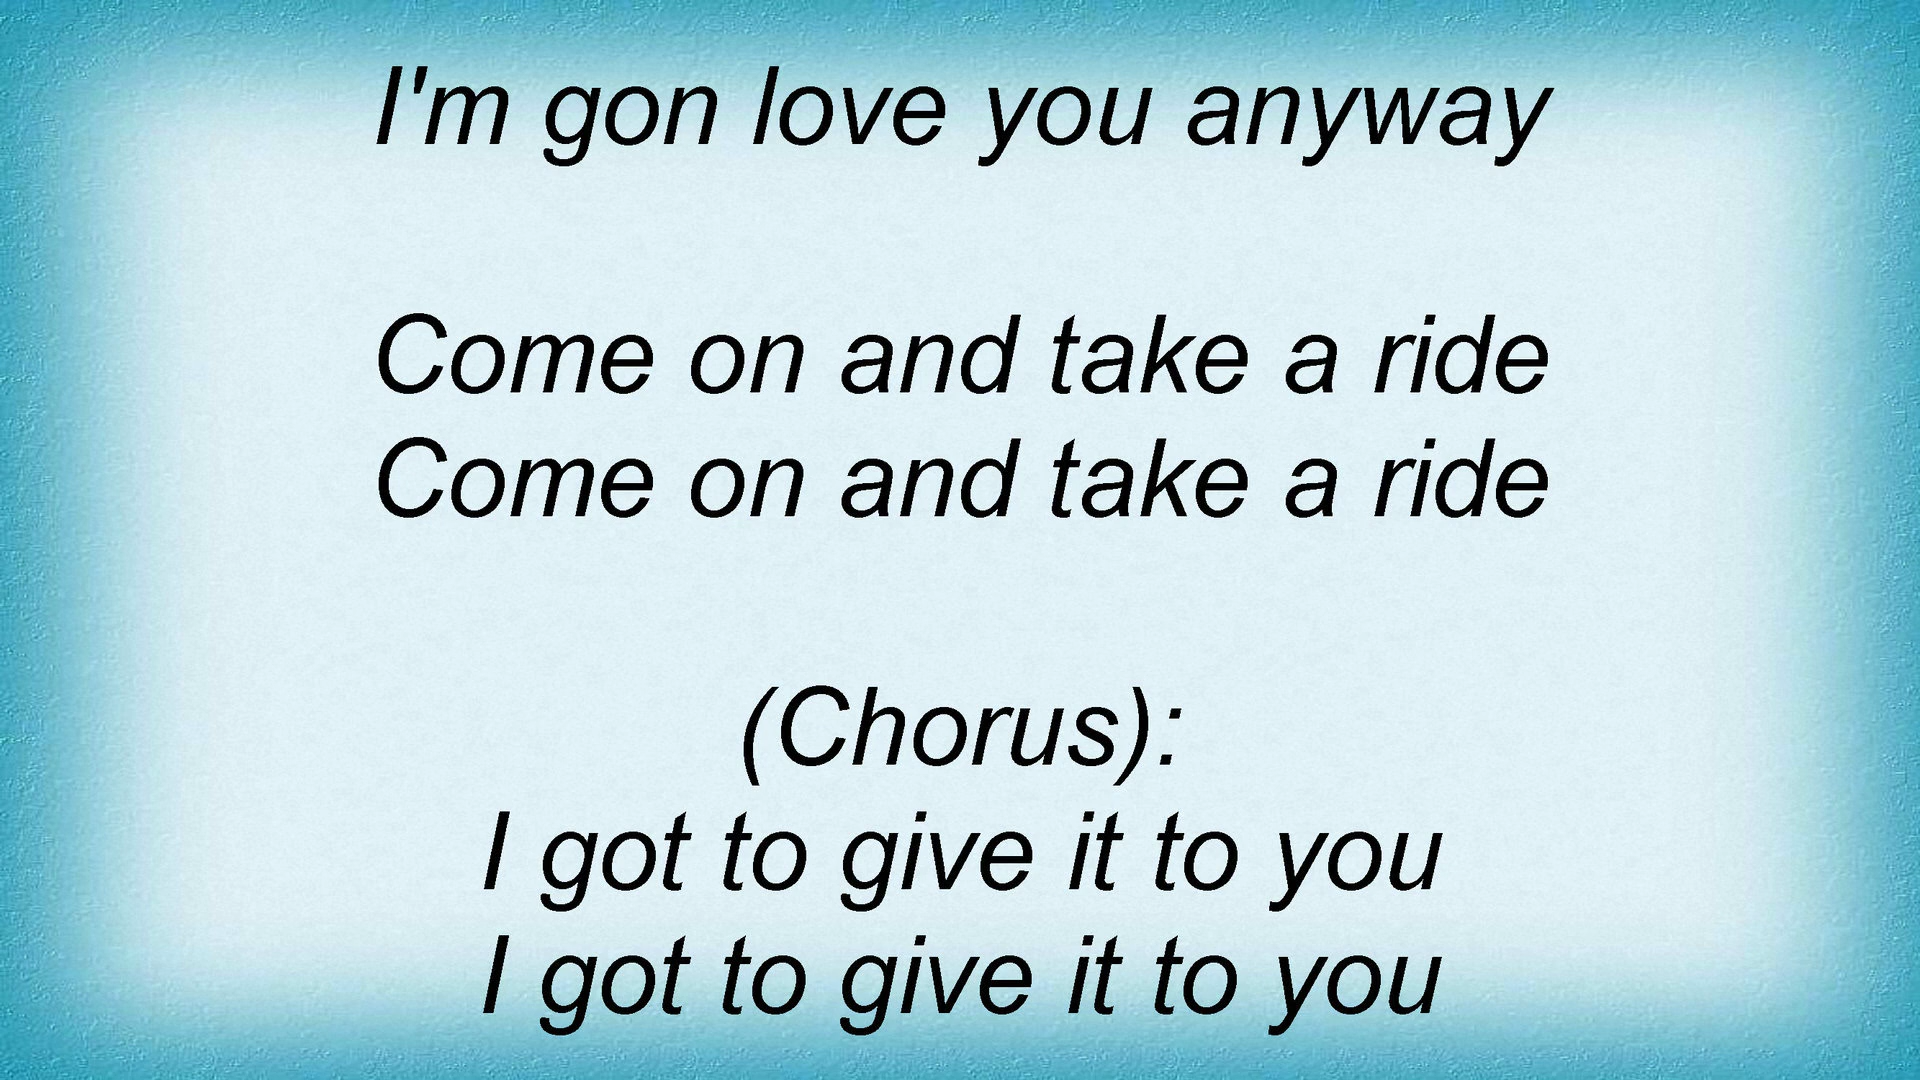 I'm gon love you anyway
Come on and take a ride
Come on and take a ride
(Chorus):
I got to give it to you
I got to give it to you